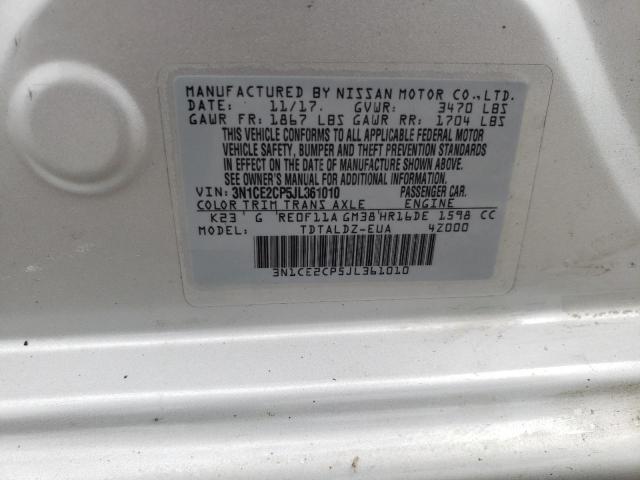 MANUFACTURED BY NISSAN MOTOR CO.,LTD.
DATE: 11/17. GVWR: 3470 LBS
GAWR FR: 1867 LBS GAWR RR: 1704 LBS
THIS VEHICLE CONFORMS TO ALL APPLICABLE FEDERAL MOTOR
VEHICLE SAFETY, BUMPER AND THEFT PREVENTION STANDARDS
IN EFFECT ON THE DATE OF MANUFACTURE SHOWN ABOVE.
SEE OWNER'S MANUAL FOR ADDITIONAL INFORMATION
VIN: 3N1CE2CP5JL361010 PASSENGER CAR.
COLOR TRIM TRANS AXLE ENGINE
K23 G RE0F11A GM38 HR16DE 1598 CC
MODEL: TDTALDZ-EUA 4Z000
3N1CE2CP5JL361010